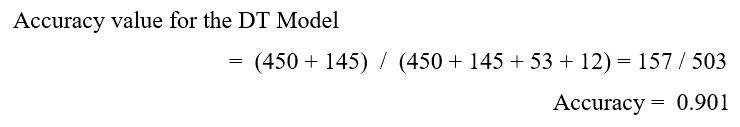 Accuracy value for the DT Model
= (450 + 145) / (450 + 145 + 53 + 12) = 157 / 503
Accuracy = 0.901